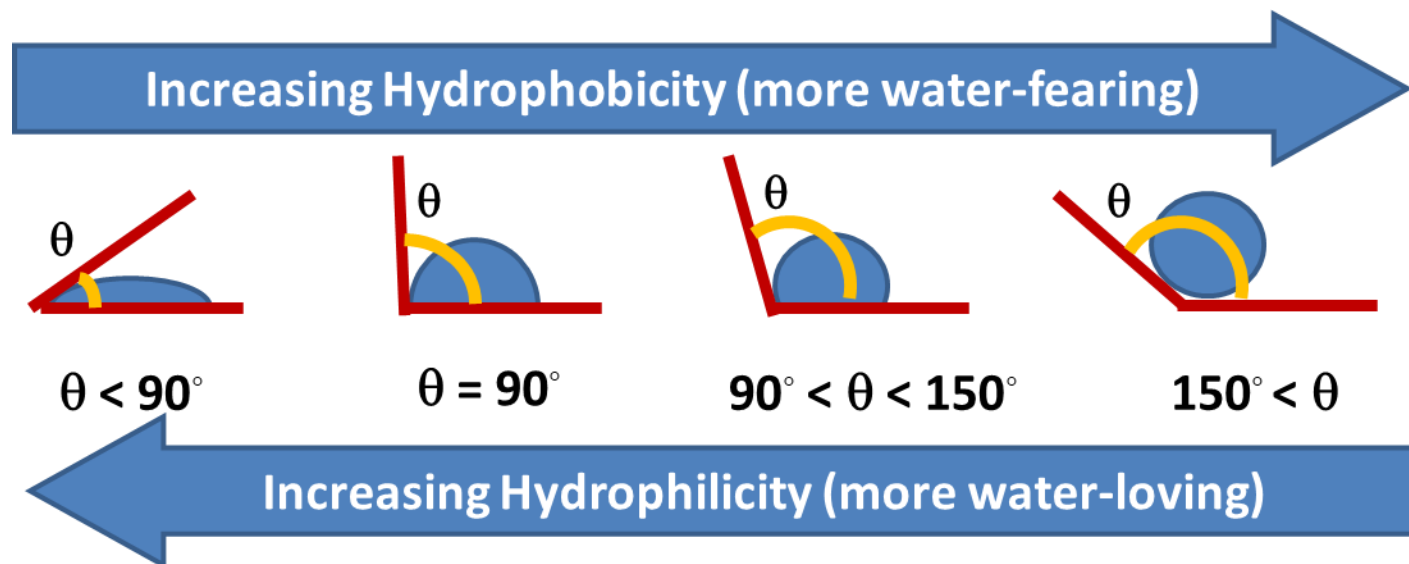 Increasing Hydrophobicity (more water-fearing)
θ
θ
θ
θ
θ < 90°
θ = 90°
90° < θ < 150°
150° < θ
Increasing Hydrophilicity (more water-loving)